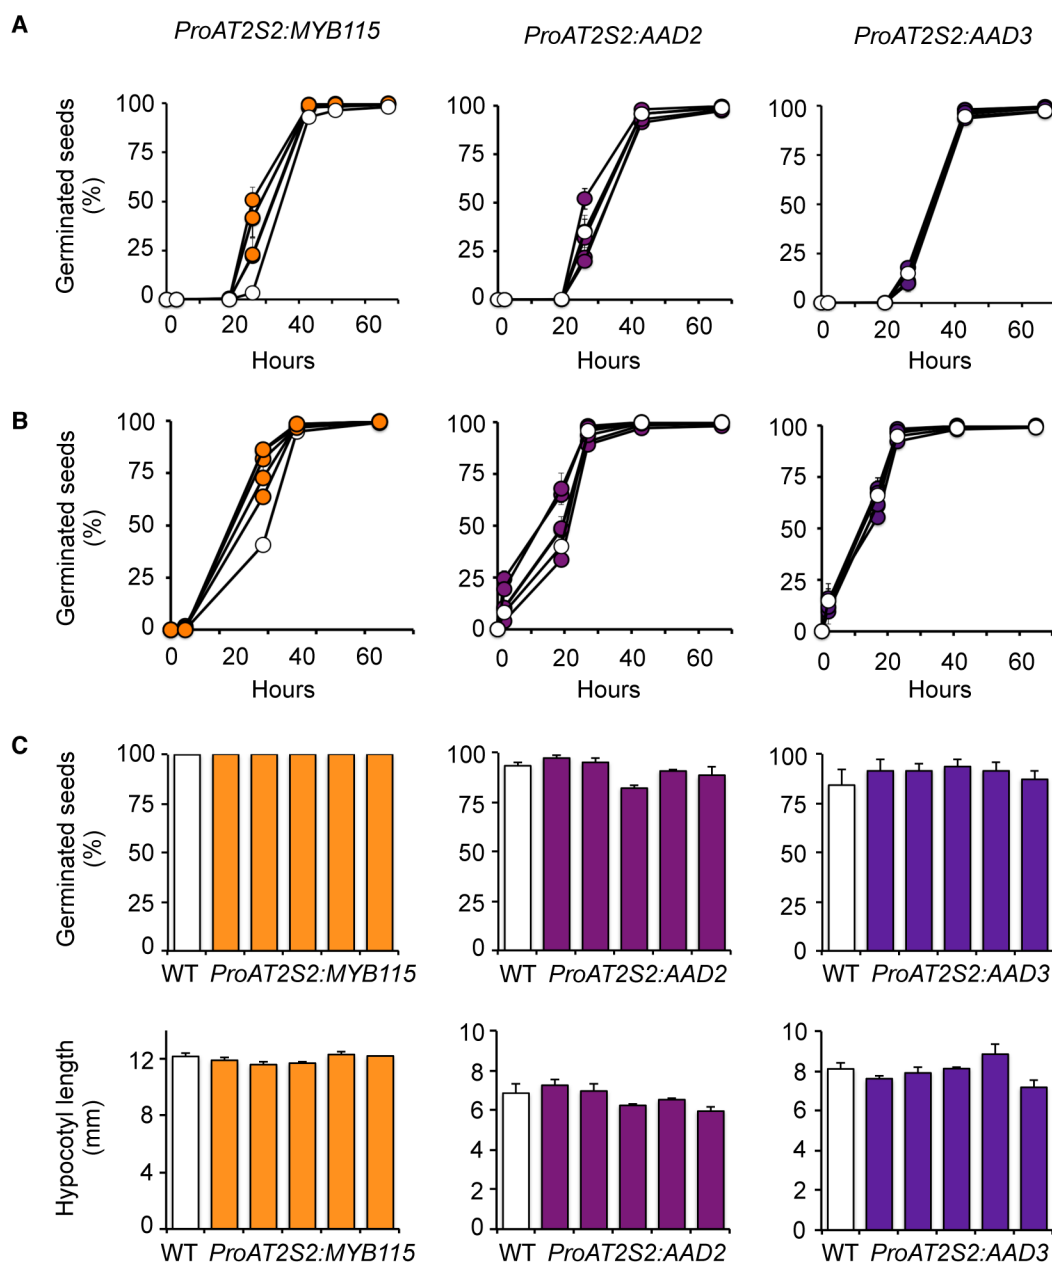 A
ProAT2S2:MYB115
ProAT2S2:AAD2
ProAT2S2:AAD3
Germinated seeds
(%)
100
75
50
25
0
0 20 40 60
Hours
100
75
50
25
0
0 20 40 60
Hours
100
75
50
25
0
0 20 40 60
Hours
B
Germinated seeds
(%)
100
75
50
25
0
0 20 40 60
Hours
100
75
50
25
0
0 20 40 60
Hours
100
75
50
25
0
0 20 40 60
Hours
C
Germinated seeds
(%)
100
75
50
25
0
WT ProAT2S2:MYB115
100
75
50
25
0
WT ProAT2S2:AAD2
100
75
50
25
0
WT ProAT2S2:AAD3
Hypocotyl length
(mm)
12
8
4
0
WT ProAT2S2:MYB115
10
8
6
4
2
0
WT ProAT2S2:AAD2
10
8
6
4
2
0
WT ProAT2S2:AAD3